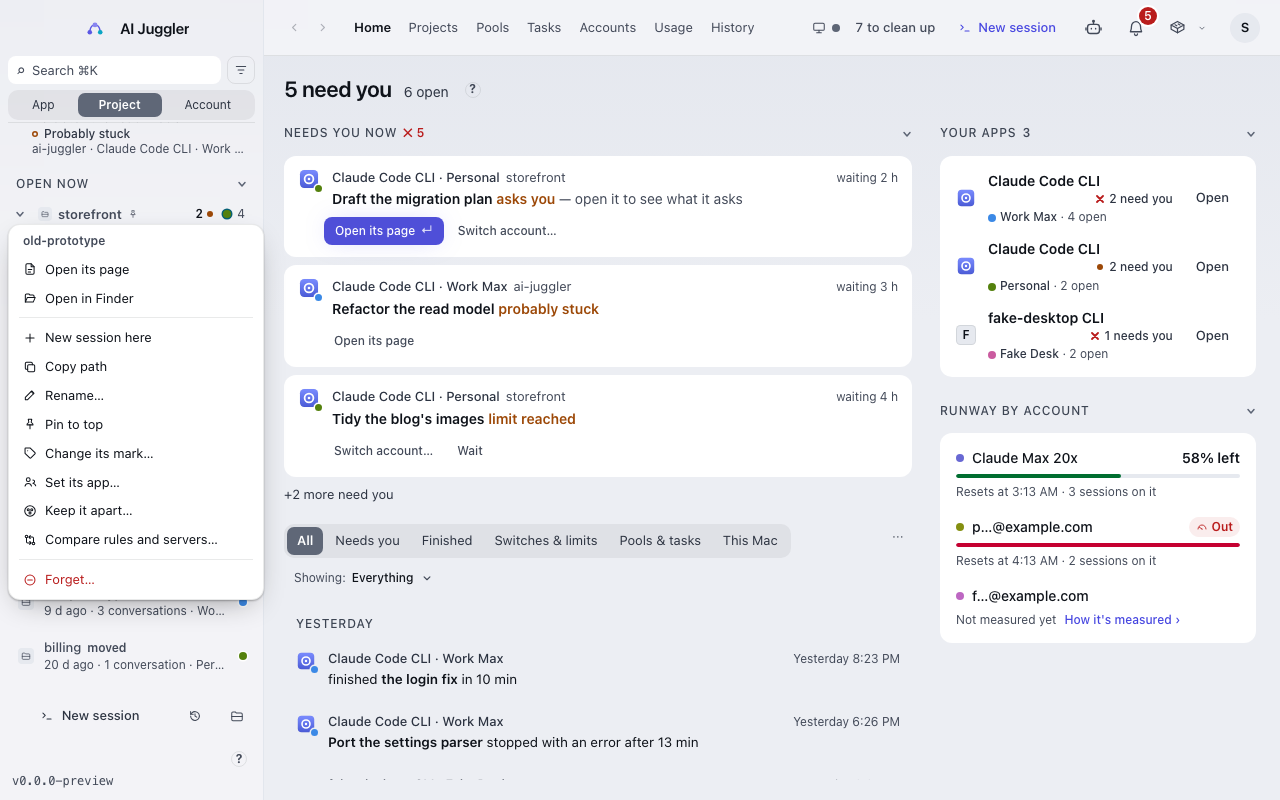 AI Juggler
Search ⌘K
App Project Account
Probably stuck
ai-juggler · Claude Code CLI · Work ...
OPEN NOW
storefront 2 4
old-prototype
Open its page
Open in Finder
New session here
Copy path
Rename...
Pin to top
Change its mark...
Set its app...
Keep it apart...
Compare rules and servers...
Forget...
9 d ago · 3 conversations · Wo...
billing moved
20 d ago · 1 conversation · Per...
New session
?
v0.0.0-preview
Home Projects Pools Tasks Accounts Usage History
7 to clean up
New session
5
S
5 need you 6 open ?
NEEDS YOU NOW 5
Claude Code CLI · Personal storefront waiting 2 h
Draft the migration plan asks you — open it to see what it asks
Open its page ↵ Switch account...
Claude Code CLI · Work Max ai-juggler waiting 3 h
Refactor the read model probably stuck
Open its page
Claude Code CLI · Personal storefront waiting 4 h
Tidy the blog's images limit reached
Switch account... Wait
+2 more need you
All Needs you Finished Switches & limits Pools & tasks This Mac ...
Showing: Everything
YESTERDAY
Claude Code CLI · Work Max Yesterday 8:23 PM
finished the login fix in 10 min
Claude Code CLI · Work Max Yesterday 6:26 PM
Port the settings parser stopped with an error after 13 min
YOUR APPS 3
Claude Code CLI
2 need you Open
Work Max · 4 open
Claude Code CLI
2 need you Open
Personal · 2 open
F
fake-desktop CLI
1 needs you Open
Fake Desk · 2 open
RUNWAY BY ACCOUNT
Claude Max 20x 58% left
Resets at 3:13 AM · 3 sessions on it
p...@example.com Out
Resets at 4:13 AM · 2 sessions on it
f...@example.com
Not measured yet How it's measured ›